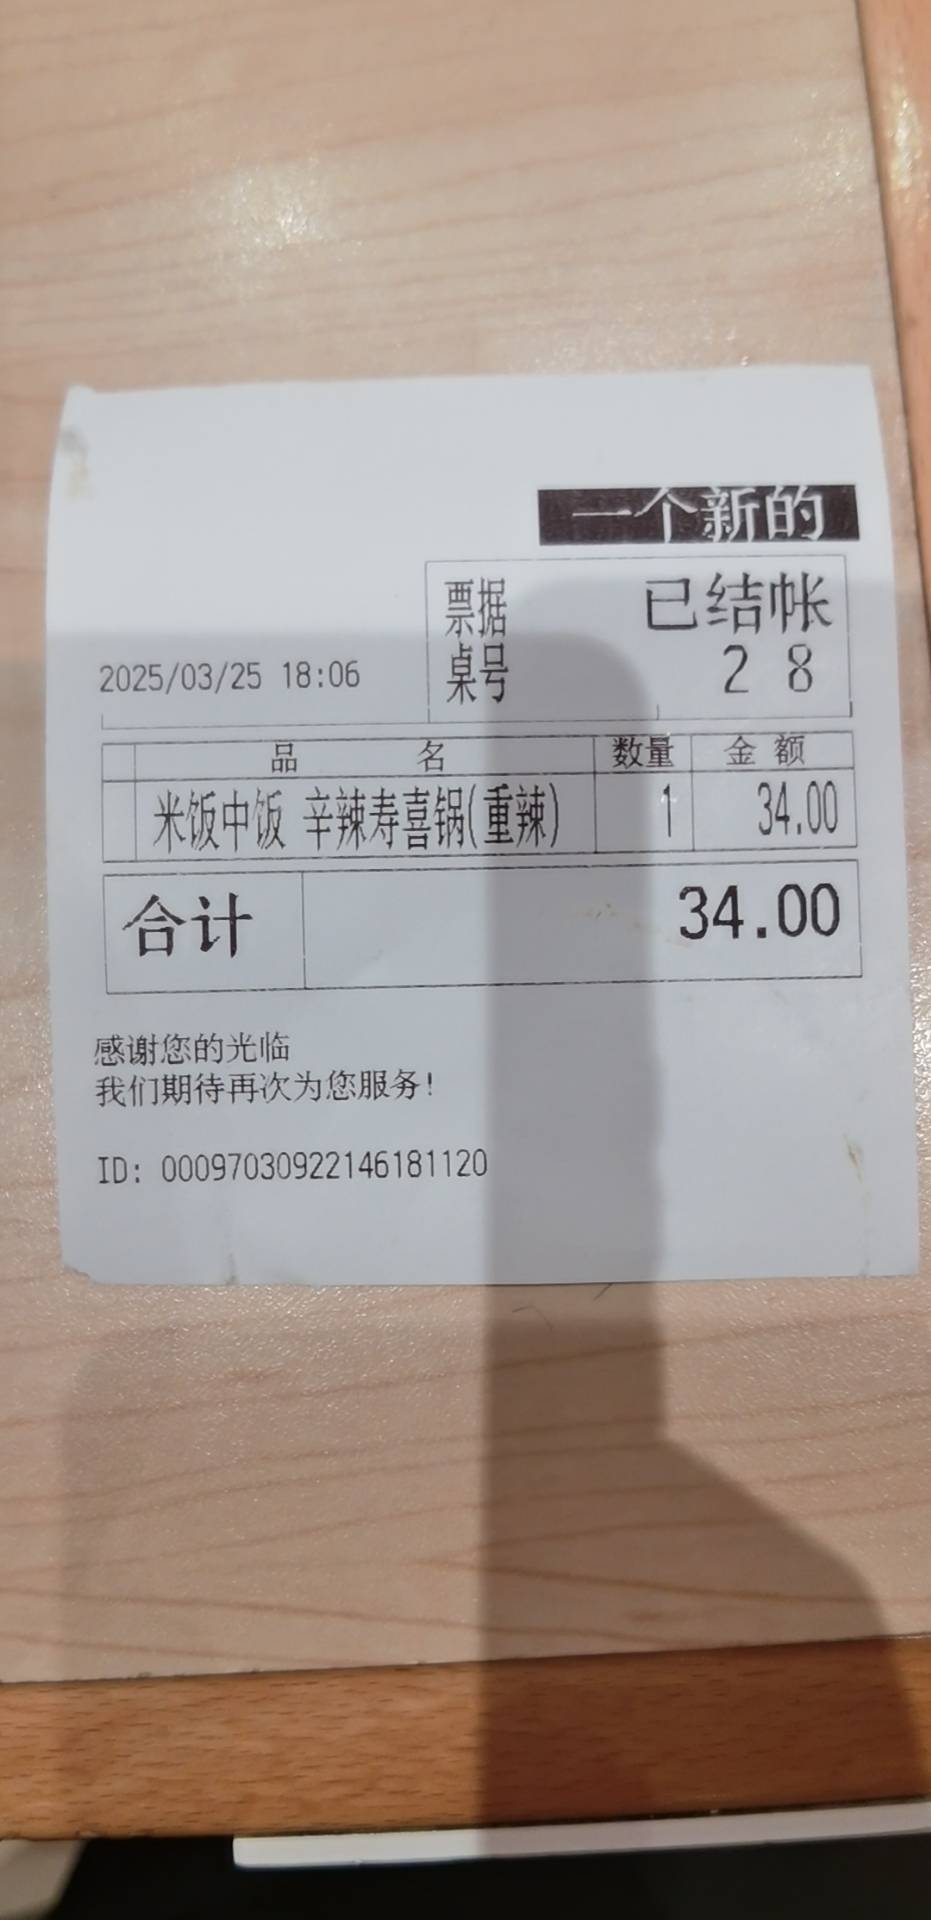 一个新的
票据 已结帐
2025/03/25 18:06 桌号 28
品名 数量 金额
米饭中饭 辛辣寿喜锅(重辣) 1 34.00
合计 34.00
感谢您的光临
我们期待再次为您服务!
ID: 00097030922146181120